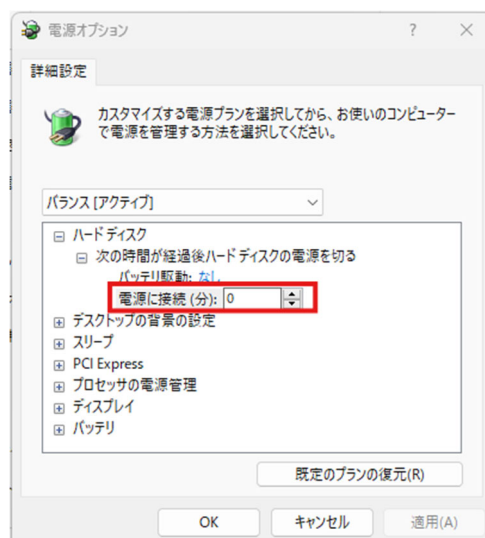 電源オプション
詳細設定
カスタマイズする電源プランを選択してから、お使いのコンピューター
で電源を管理する方法を選択してください。
バランス [アクティブ]
ハード ディスク
次の時間が経過後ハード ディスクの電源を切る
バッテリ駆動: なし
電源に接続 (分): 0
デスクトップの背景の設定
スリープ
PCI Express
プロセッサの電源管理
ディスプレイ
バッテリ
既定のプランの復元(R)
OK キャンセル 適用(A)